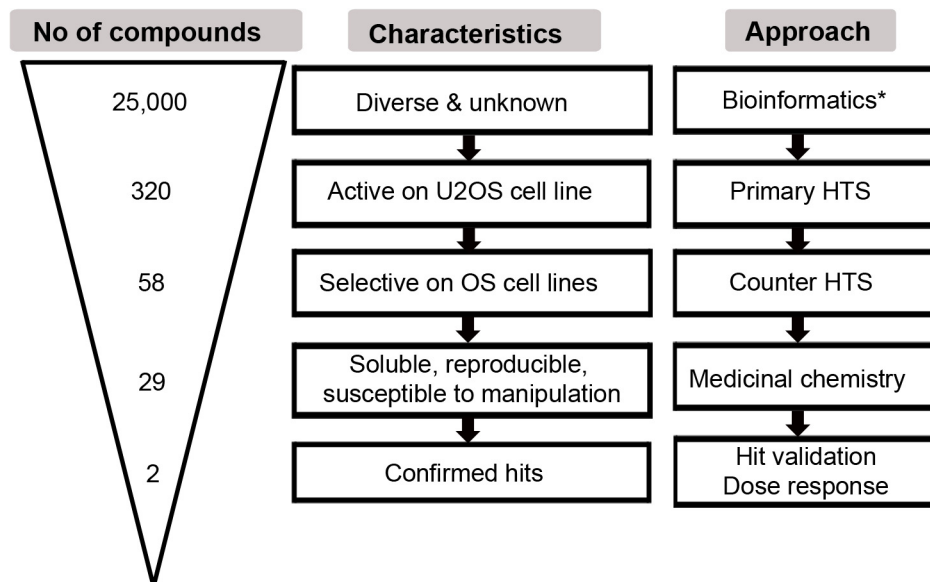 No of compounds
Characteristics
Approach
25,000
Diverse & unknown
Bioinformatics*
320
Active on U2OS cell line
Primary HTS
58
Selective on OS cell lines
Counter HTS
29
Soluble, reproducible,
susceptible to manipulation
Medicinal chemistry
2
Confirmed hits
Hit validation
Dose response